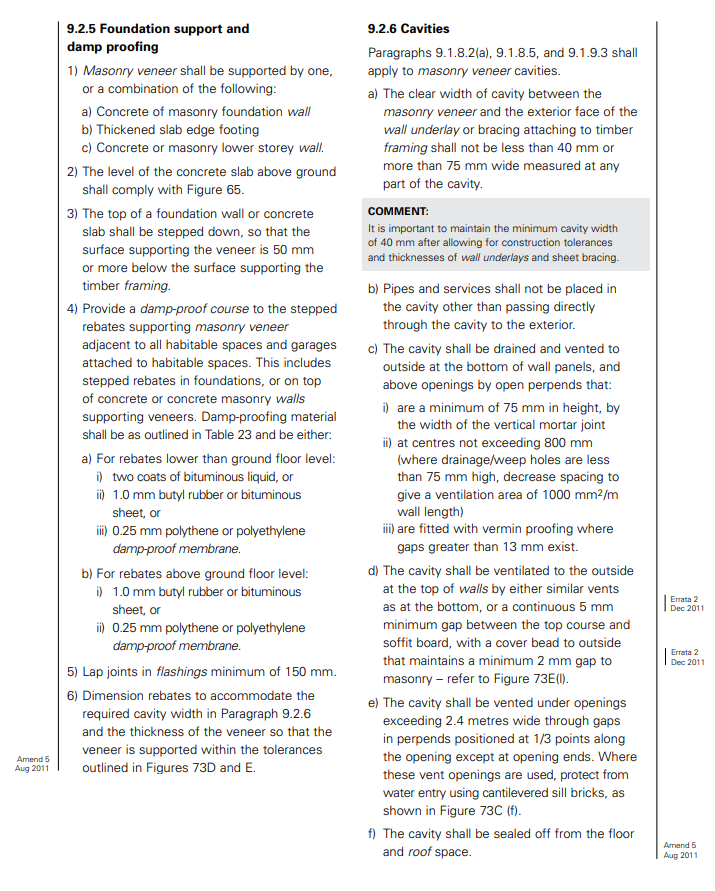 9.2.5 Foundation support and
damp proofing
1) Masonry veneer shall be supported by one,
or a combination of the following:
a) Concrete of masonry foundation wall
b) Thickened slab edge footing
c) Concrete or masonry lower storey wall.
2) The level of the concrete slab above ground
shall comply with Figure 65.
3) The top of a foundation wall or concrete
slab shall be stepped down, so that the
surface supporting the veneer is 50 mm
or more below the surface supporting the
timber framing.
4) Provide a damp-proof course to the stepped
rebates supporting masonry veneer
adjacent to all habitable spaces and garages
attached to habitable spaces. This includes
stepped rebates in foundations, or on top
of concrete or concrete masonry walls
supporting veneers. Damp-proofing material
shall be as outlined in Table 23 and be either:
a) For rebates lower than ground floor level:
i) two coats of bituminous liquid, or
ii) 1.0 mm butyl rubber or bituminous
sheet, or
iii) 0.25 mm polythene or polyethylene
damp-proof membrane.
b) For rebates above ground floor level:
i) 1.0 mm butyl rubber or bituminous
sheet, or
ii) 0.25 mm polythene or polyethylene
damp-proof membrane.
5) Lap joints in flashings minimum of 150 mm.
6) Dimension rebates to accommodate the
required cavity width in Paragraph 9.2.6
and the thickness of the veneer so that the
veneer is supported within the tolerances
outlined in Figures 73D and E.
Amend 5
Aug 2011
9.2.6 Cavities
Paragraphs 9.1.8.2(a), 9.1.8.5, and 9.1.9.3 shall
apply to masonry veneer cavities.
a) The clear width of cavity between the
masonry veneer and the exterior face of the
wall underlay or bracing attaching to timber
framing shall not be less than 40 mm or
more than 75 mm wide measured at any
part of the cavity.
COMMENT:
It is important to maintain the minimum cavity width
of 40 mm after allowing for construction tolerances
and thicknesses of wall underlays and sheet bracing.
b) Pipes and services shall not be placed in
the cavity other than passing directly
through the cavity to the exterior.
c) The cavity shall be drained and vented to
outside at the bottom of wall panels, and
above openings by open perpends that:
i) are a minimum of 75 mm in height, by
the width of the vertical mortar joint
ii) at centres not exceeding 800 mm
(where drainage/weep holes are less
than 75 mm high, decrease spacing to
give a ventilation area of 1000 mm²/m
wall length)
iii) are fitted with vermin proofing where
gaps greater than 13 mm exist.
d) The cavity shall be ventilated to the outside
at the top of walls by either similar vents
as at the bottom, or a continuous 5 mm
minimum gap between the top course and
soffit board, with a cover bead to outside
that maintains a minimum 2 mm gap to
masonry – refer to Figure 73E(l).
Errata 2
Dec 2011
Errata 2
Dec 2011
e) The cavity shall be vented under openings
exceeding 2.4 metres wide through gaps
in perpends positioned at 1/3 points along
the opening except at opening ends. Where
these vent openings are used, protect from
water entry using cantilevered sill bricks, as
shown in Figure 73C (f).
f) The cavity shall be sealed off from the floor
and roof space.
Amend 5
Aug 2011